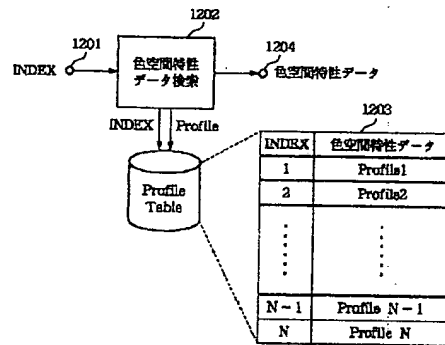 1202
1201
1204
INDEX
色空間特性
データ検索
色空間特性データ
INDEX
Profile
1203
Profile
Table
INDEX 色空間特性データ
1 Profile1
2 Profile2
N-1 Profile N-1
N Profile N